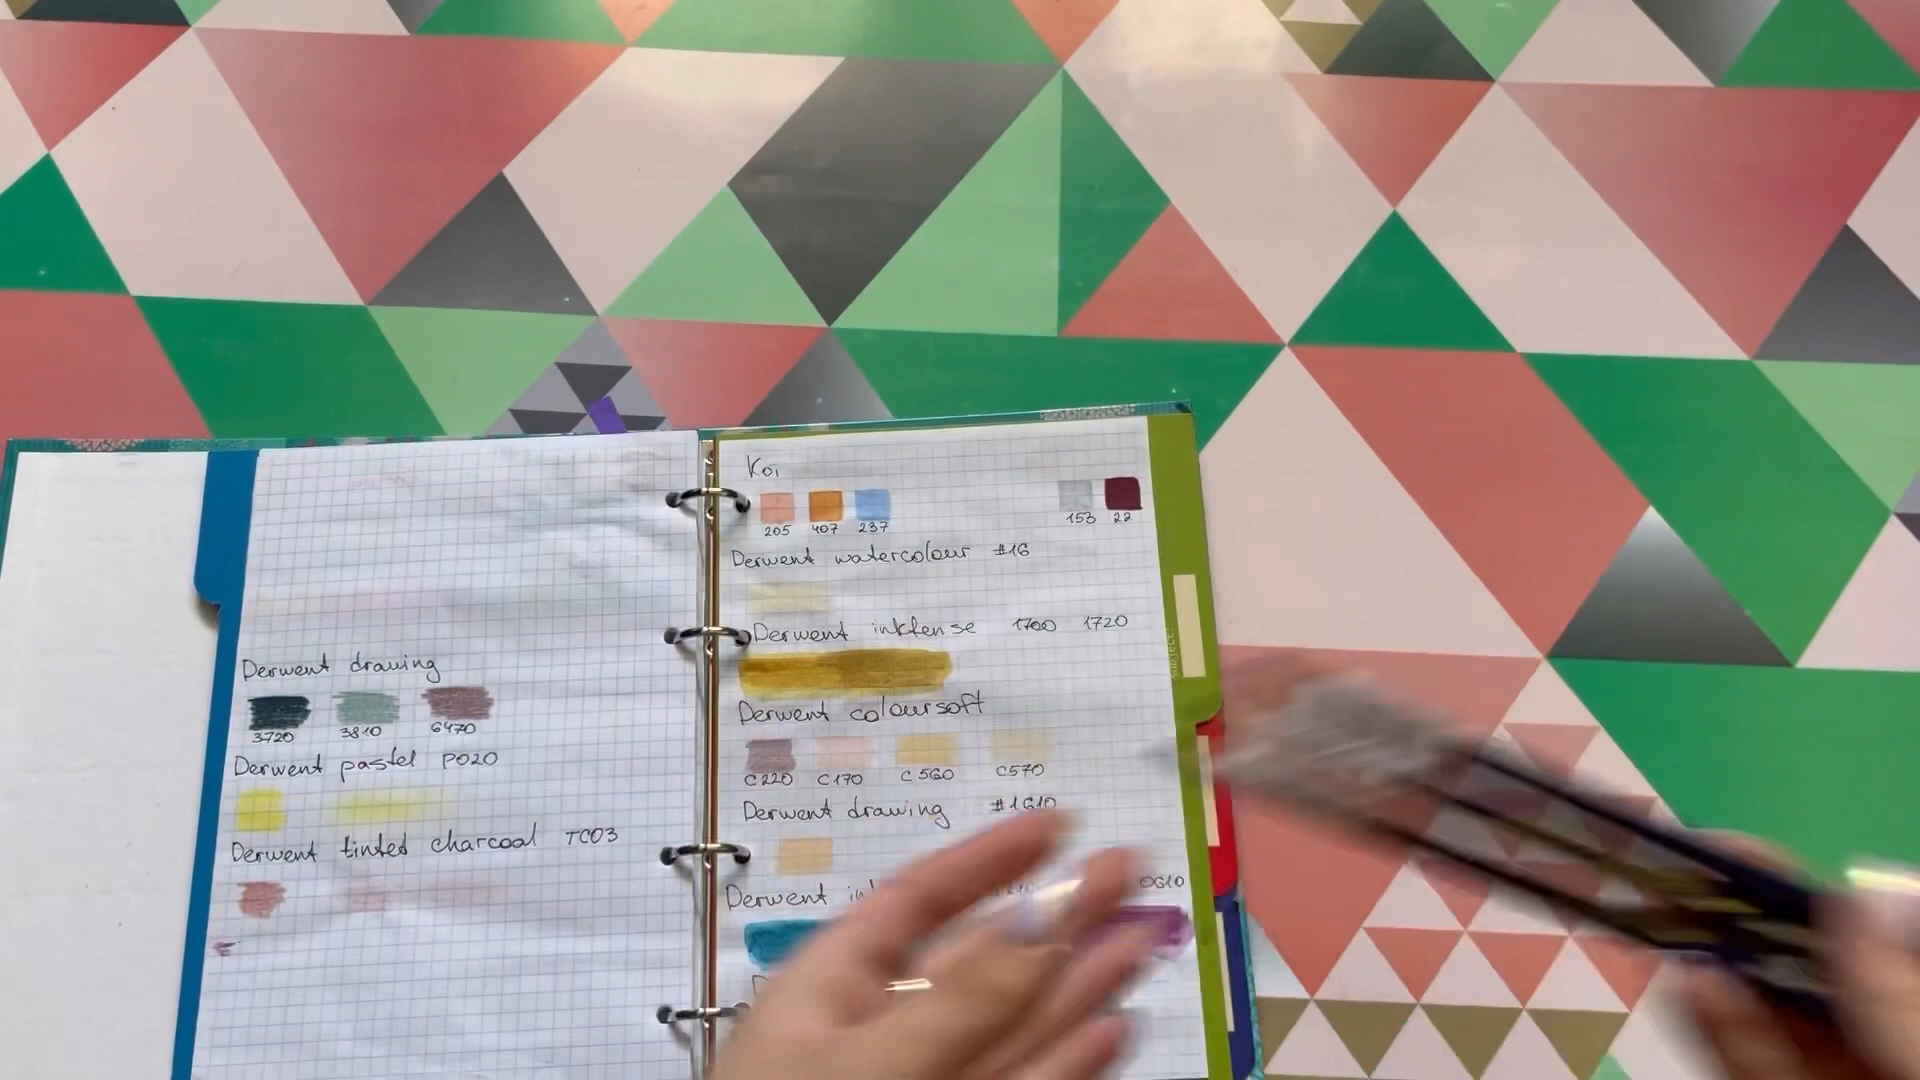 Derwent drawing
3720 3810 6470
Derwent pastel P020
Derwent tinted charcoal TC03
Koi
205 407 237 153 22
Derwent watercolour #16
Derwent inktense 1700 1720
Derwent coloursoft
C220 C170 C560 C570
Derwent drawing #1610
Derwent
subject: